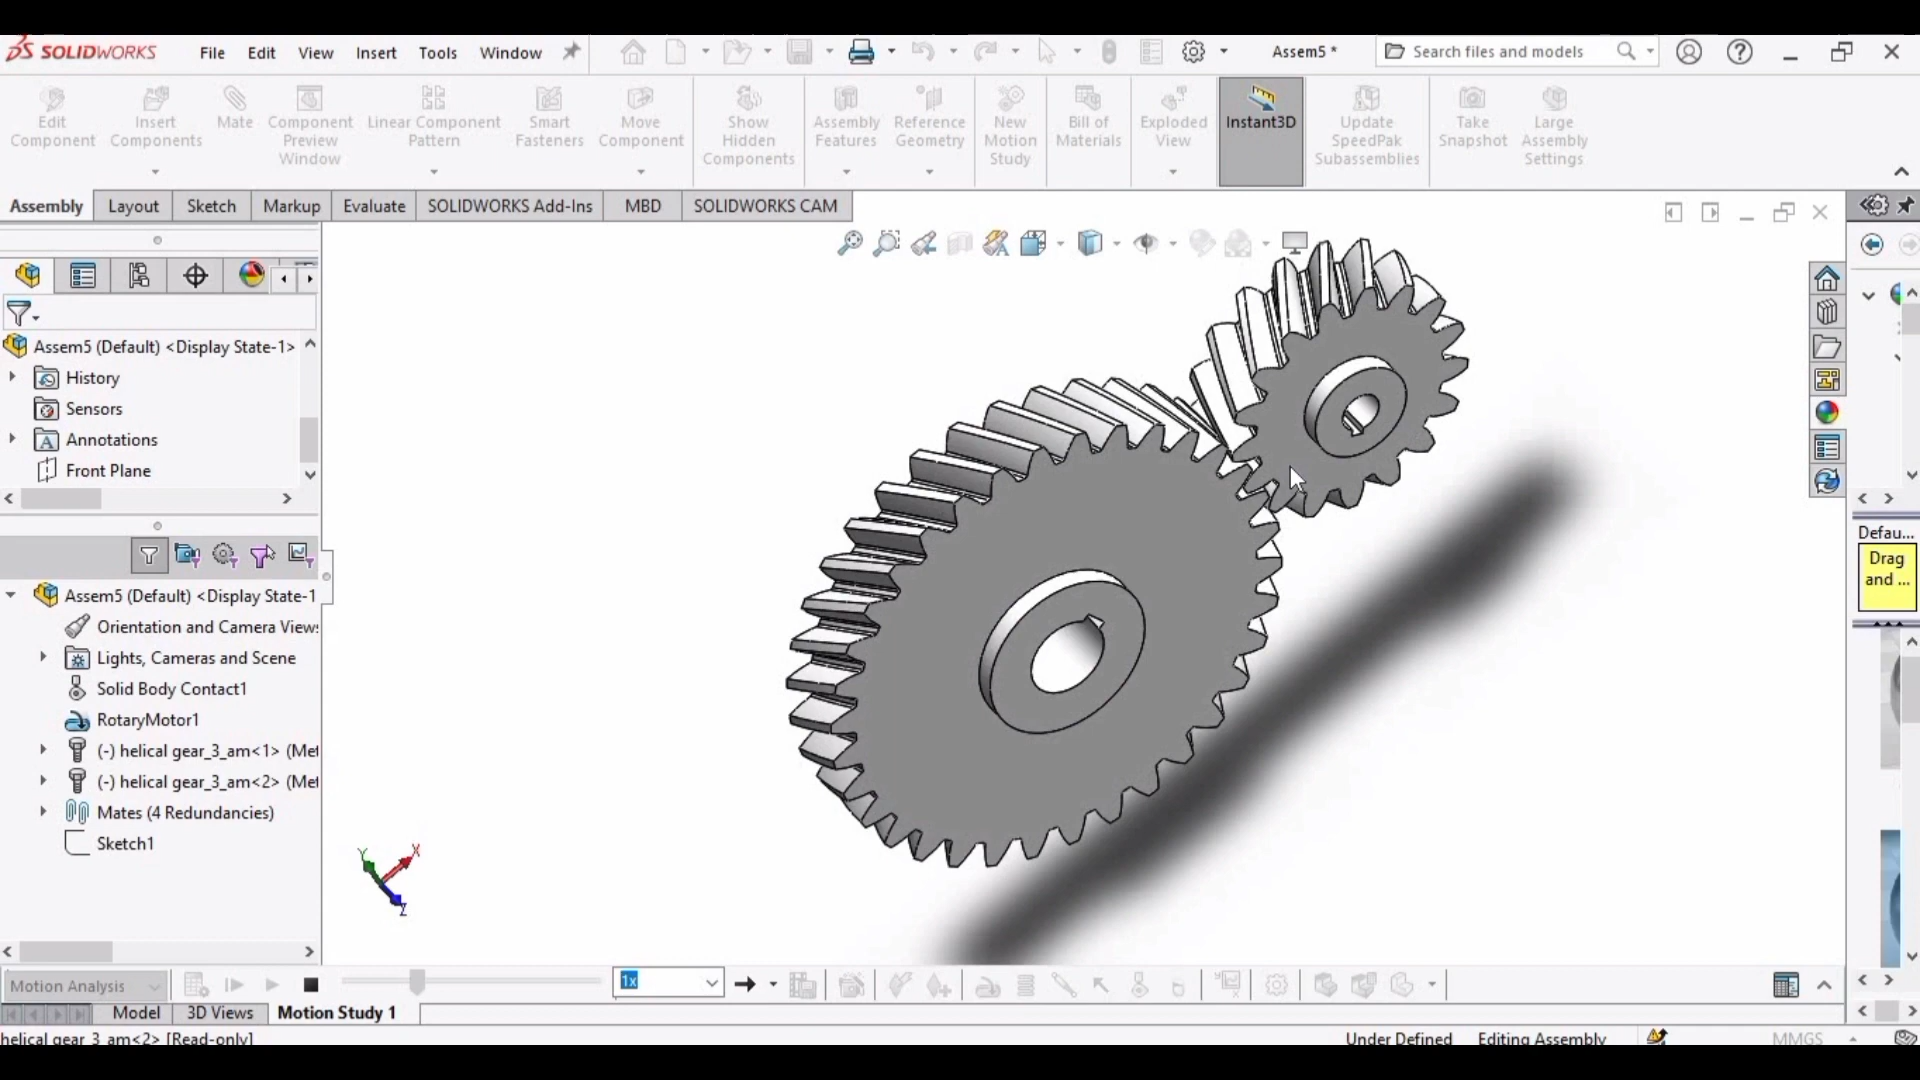 SOLIDWORKS File Edit View Insert Tools Window Assem5 * Search files and models
Edit Component
Insert Components
Mate
Component Preview Window
Linear Component Pattern
Smart Fasteners
Move Component
Show Hidden Components
Assembly Features
Reference Geometry
New Motion Study
Bill of Materials
Exploded View
Instant3D
Update SpeedPak Subassemblies
Take Snapshot
Large Assembly Settings
Assembly Layout Sketch Markup Evaluate SOLIDWORKS Add-Ins MBD SOLIDWORKS CAM
Assem5 (Default) <Display State-1>
History
Sensors
Annotations
Front Plane
Defau...
Drag
and ...
Assem5 (Default) <Display State-1
Orientation and Camera Views
Lights, Cameras and Scene
Solid Body Contact1
RotaryMotor1
(-) helical gear_3_am<1> (Met
(-) helical gear_3_am<2> (Met
Mates (4 Redundancies)
Sketch1
Y X Z
Motion Analysis 1x
Model 3D Views Motion Study 1
helical gear_3_am<2> [Read-only] Under Defined Editing Assembly MMGS